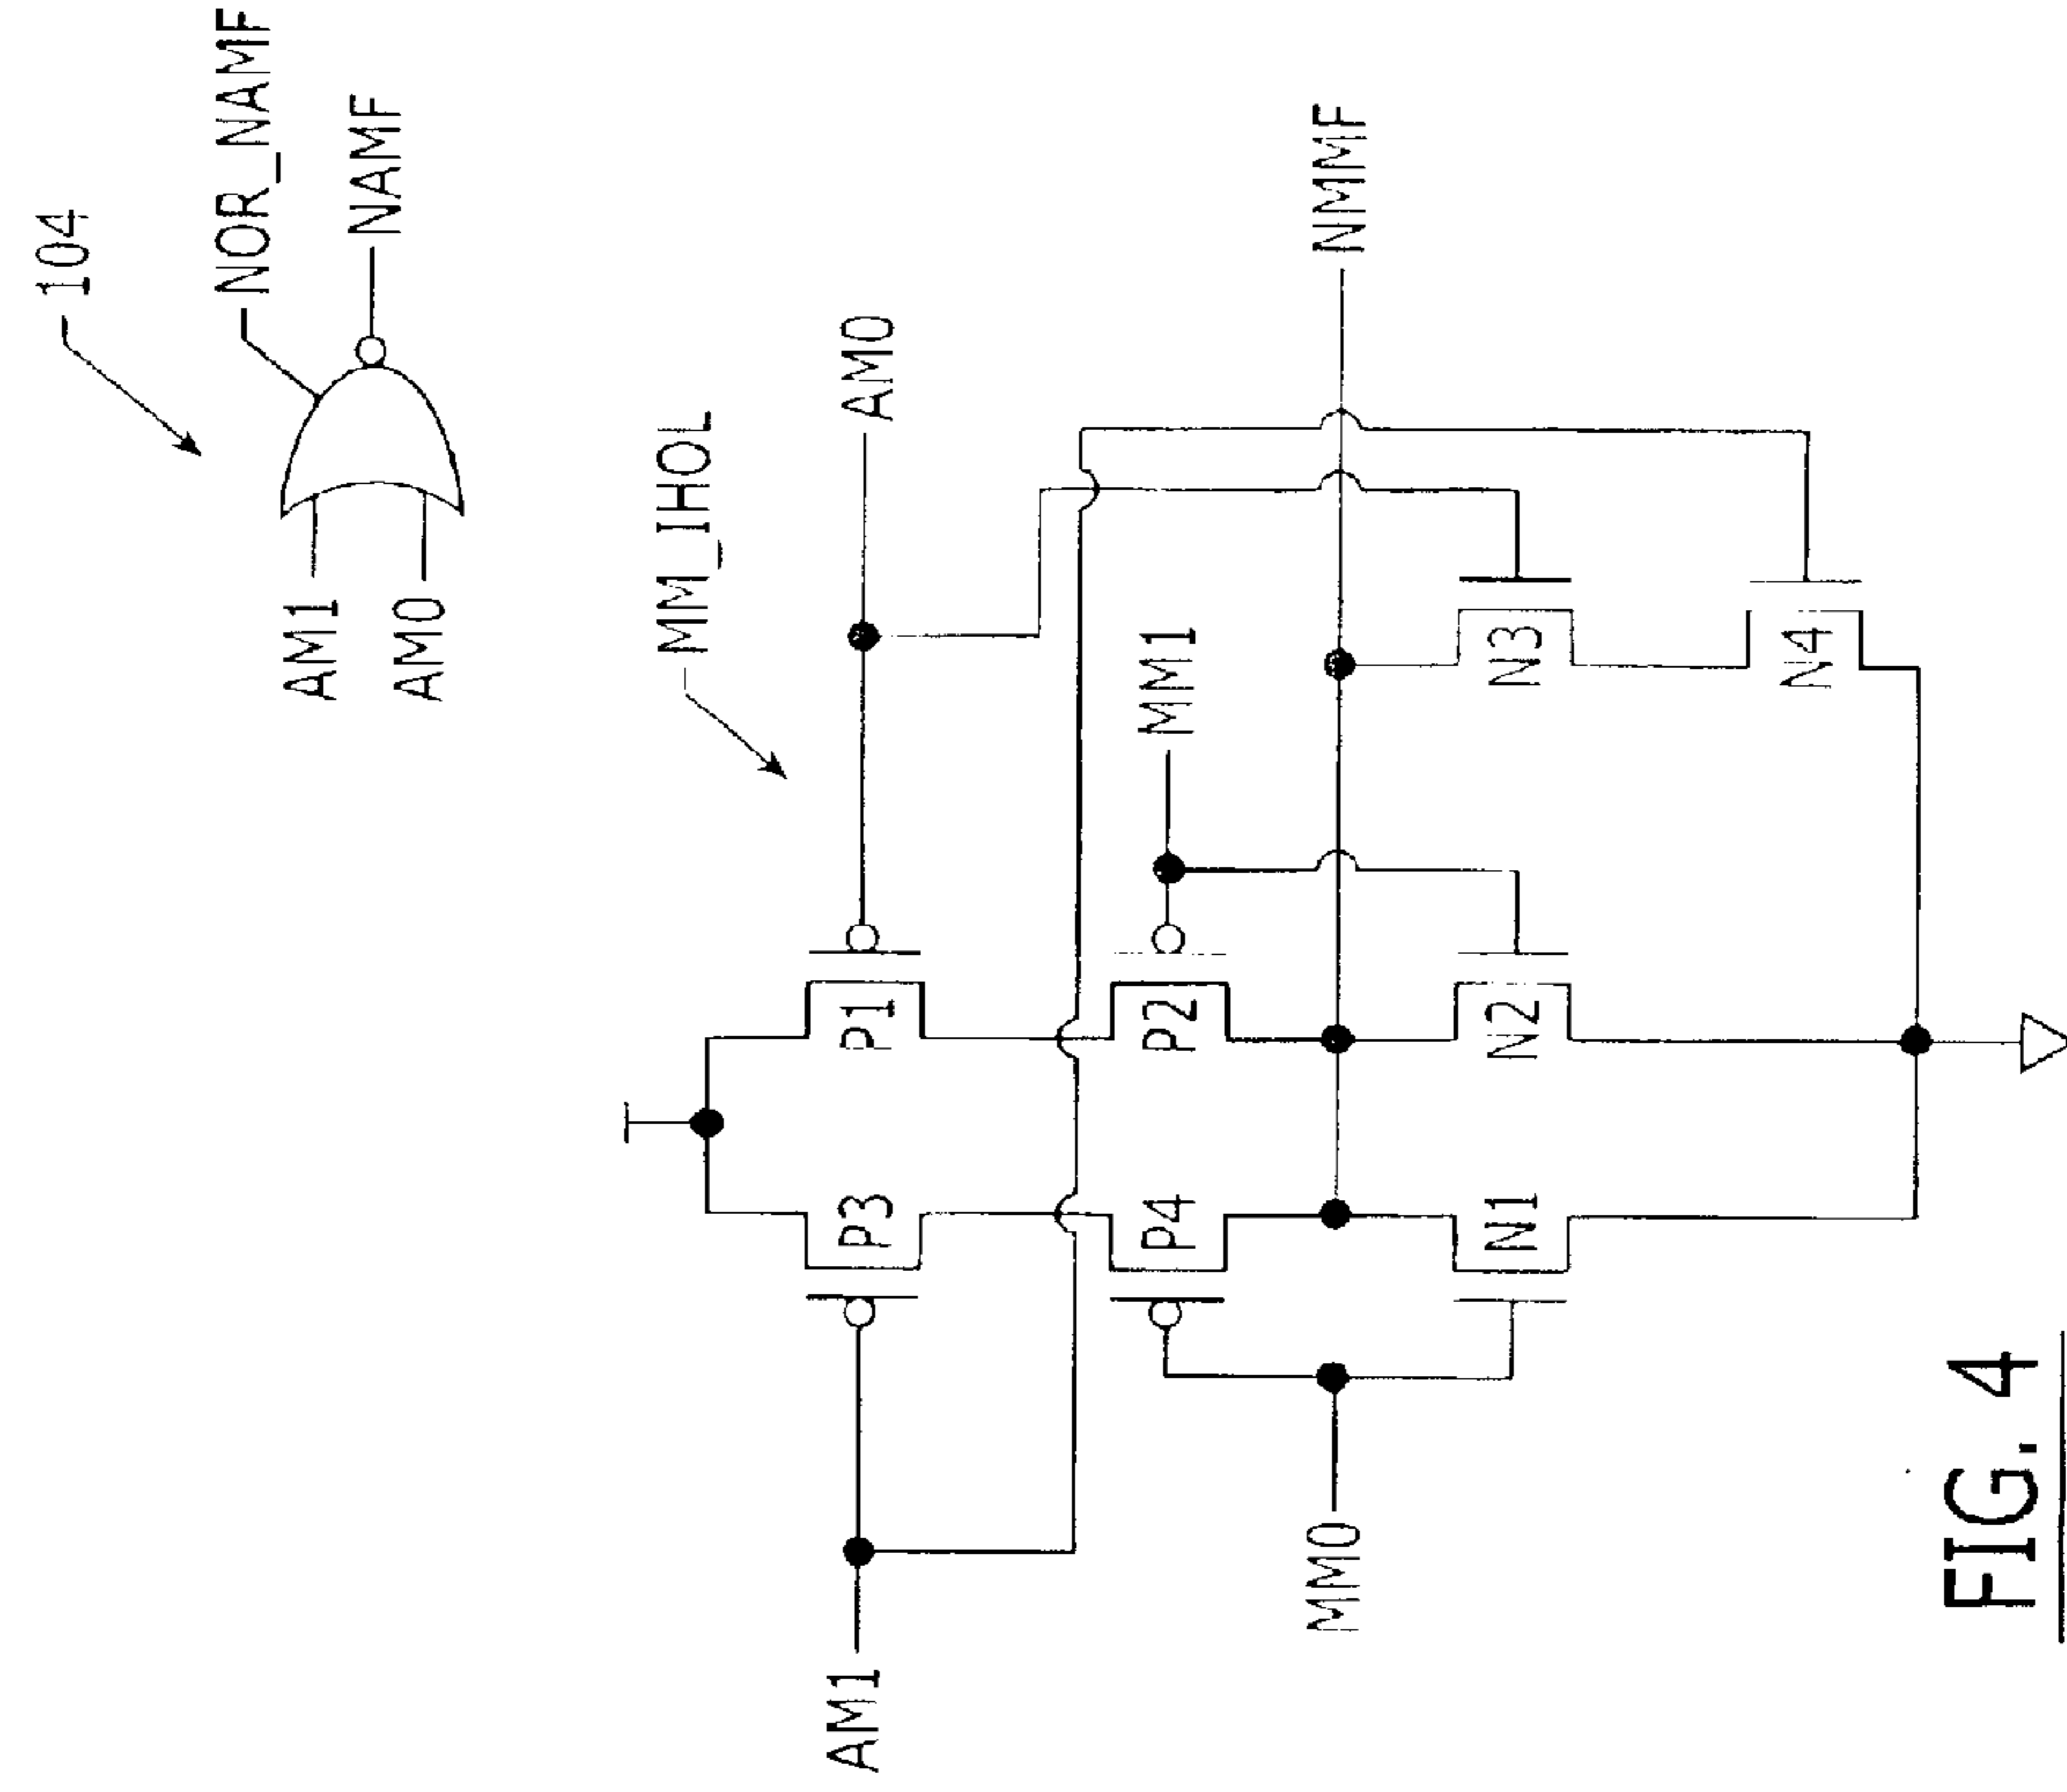 104
NOR_NAMF
AM1
AM0
NAMF
MM_IHOL
AM1
AM0
P3
P1
MM1
P4
P2
MM0
NMMF
N1
N2
N3
N4
FIG. 4